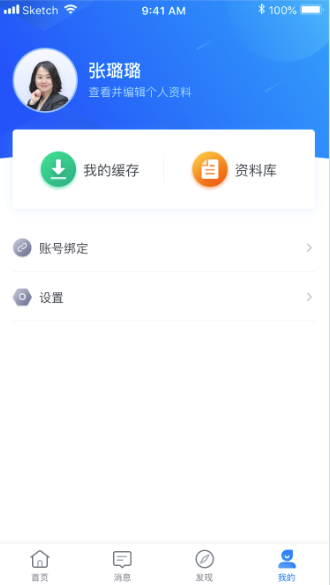 Sketch 9:41 AM 100%
张璐璐
查看并编辑个人资料
我的缓存 资料库
账号绑定
设置
首页 消息 发现 我的